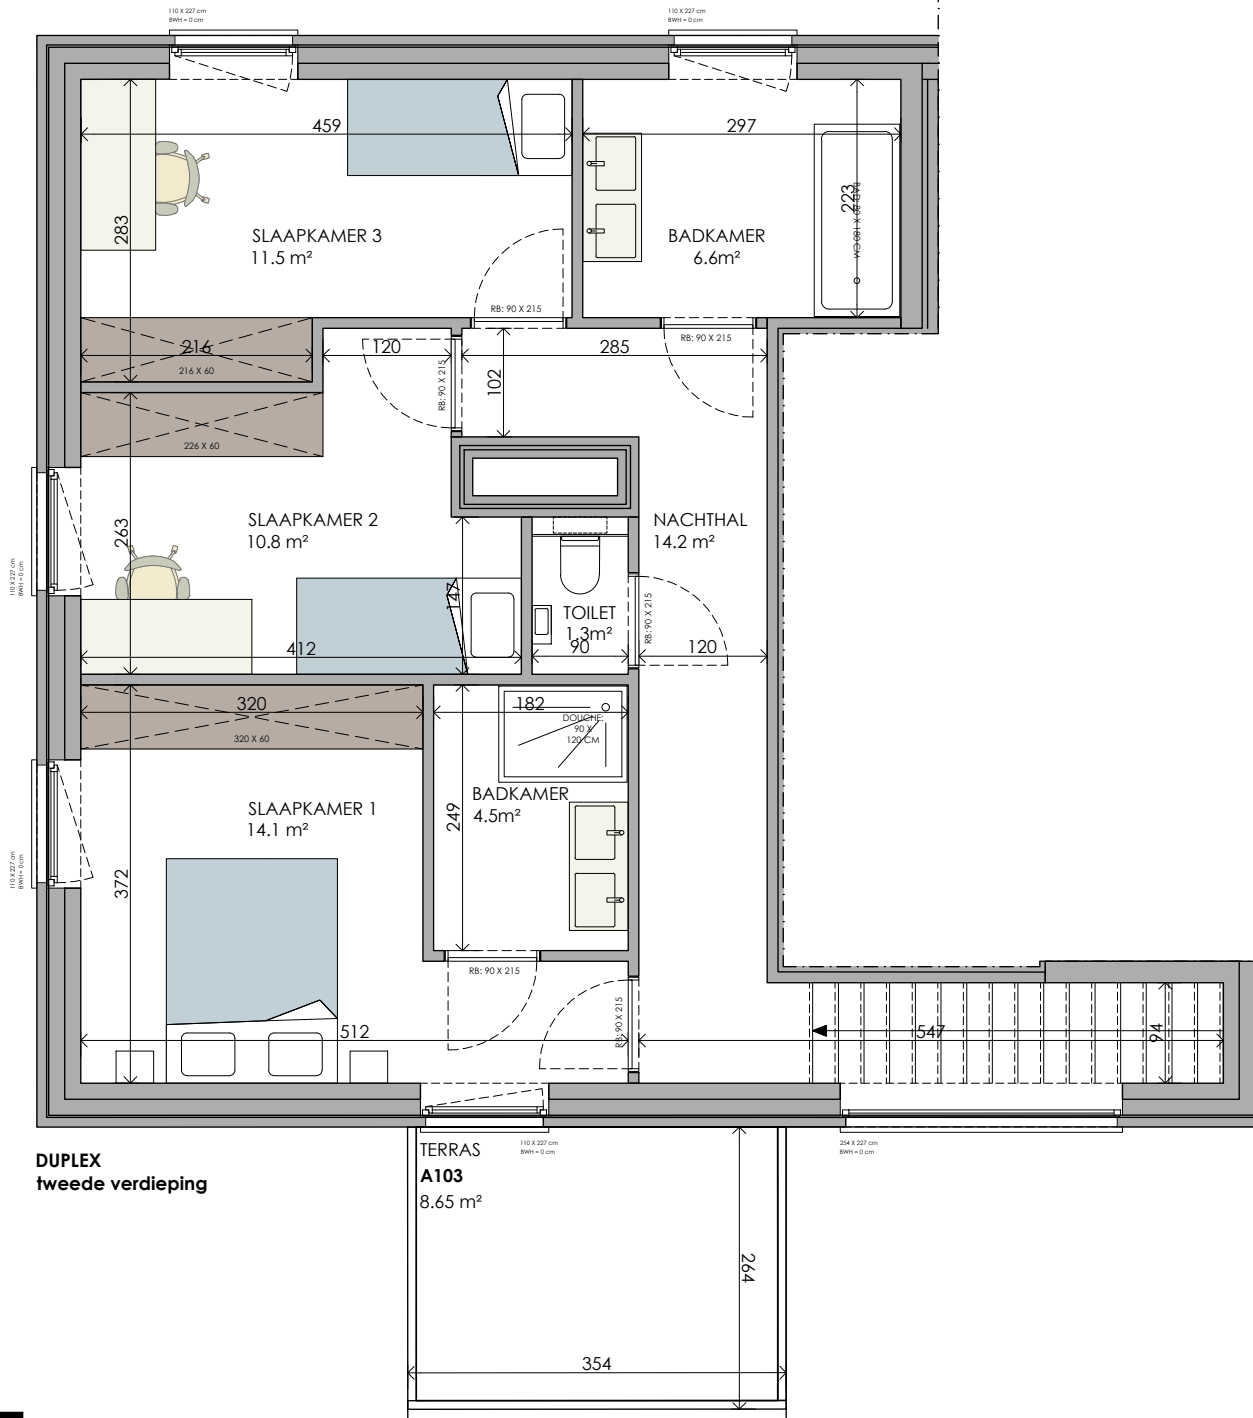 110 X 227 cm
BWH = 0 cm
110 X 227 cm
BWH = 0 cm
459
297
283
223
BAD: 80 X 180 CM
SLAAPKAMER 3
11.5 m²
BADKAMER
6.6m²
RB: 90 X 215
RB: 90 X 215
216
216 X 60
120
285
RB: 90 X 215
102
226 X 60
263
SLAAPKAMER 2
10.8 m²
NACHTHAL
14.2 m²
110 X 227 cm
BWH = 0 cm
147
TOILET
1.3m²
90
RB: 90 X 215
120
412
320
320 X 60
182
DOUCHE:
90 X
120 CM
SLAAPKAMER 1
14.1 m²
BADKAMER
4.5m²
249
110 X 227 cm
BWH = 0 cm
372
RB: 90 X 215
RB: 90 X 215
512
547
94
DUPLEX
tweede verdieping
TERRAS
A103
8.65 m²
110 X 227 cm
BWH = 0 cm
254 X 227 cm
BWH = 0 cm
264
354